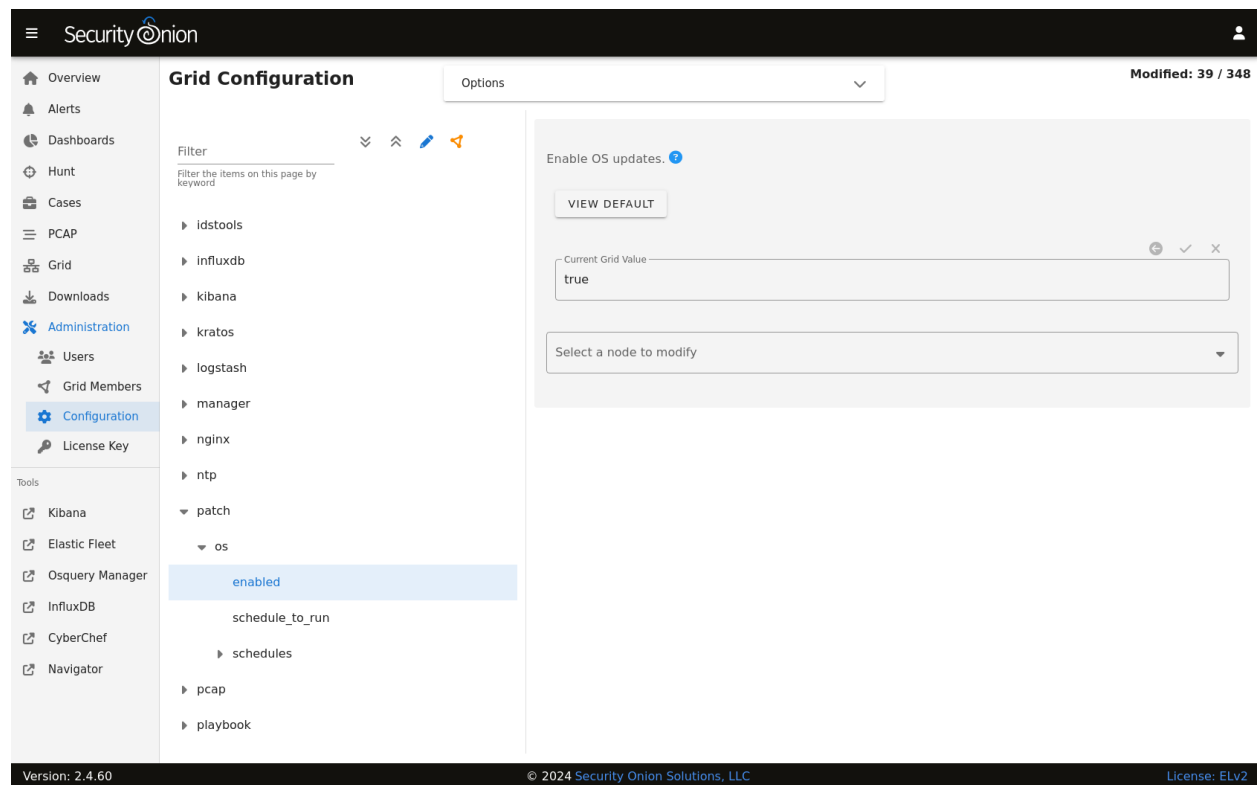 Security Onion
Overview
Alerts
Dashboards
Hunt
Cases
PCAP
Grid
Downloads
Administration
Users
Grid Members
Configuration
License Key
Tools
Kibana
Elastic Fleet
Osquery Manager
InfluxDB
CyberChef
Navigator
Grid Configuration
Options
Modified: 39 / 348
Filter
Filter the items on this page by
keyword
idstools
influxdb
kibana
kratos
logstash
manager
nginx
ntp
patch
os
enabled
schedule_to_run
schedules
pcap
playbook
Enable OS updates. ?
VIEW DEFAULT
Current Grid Value
true
Select a node to modify
Version: 2.4.60
© 2024 Security Onion Solutions, LLC
License: ELv2